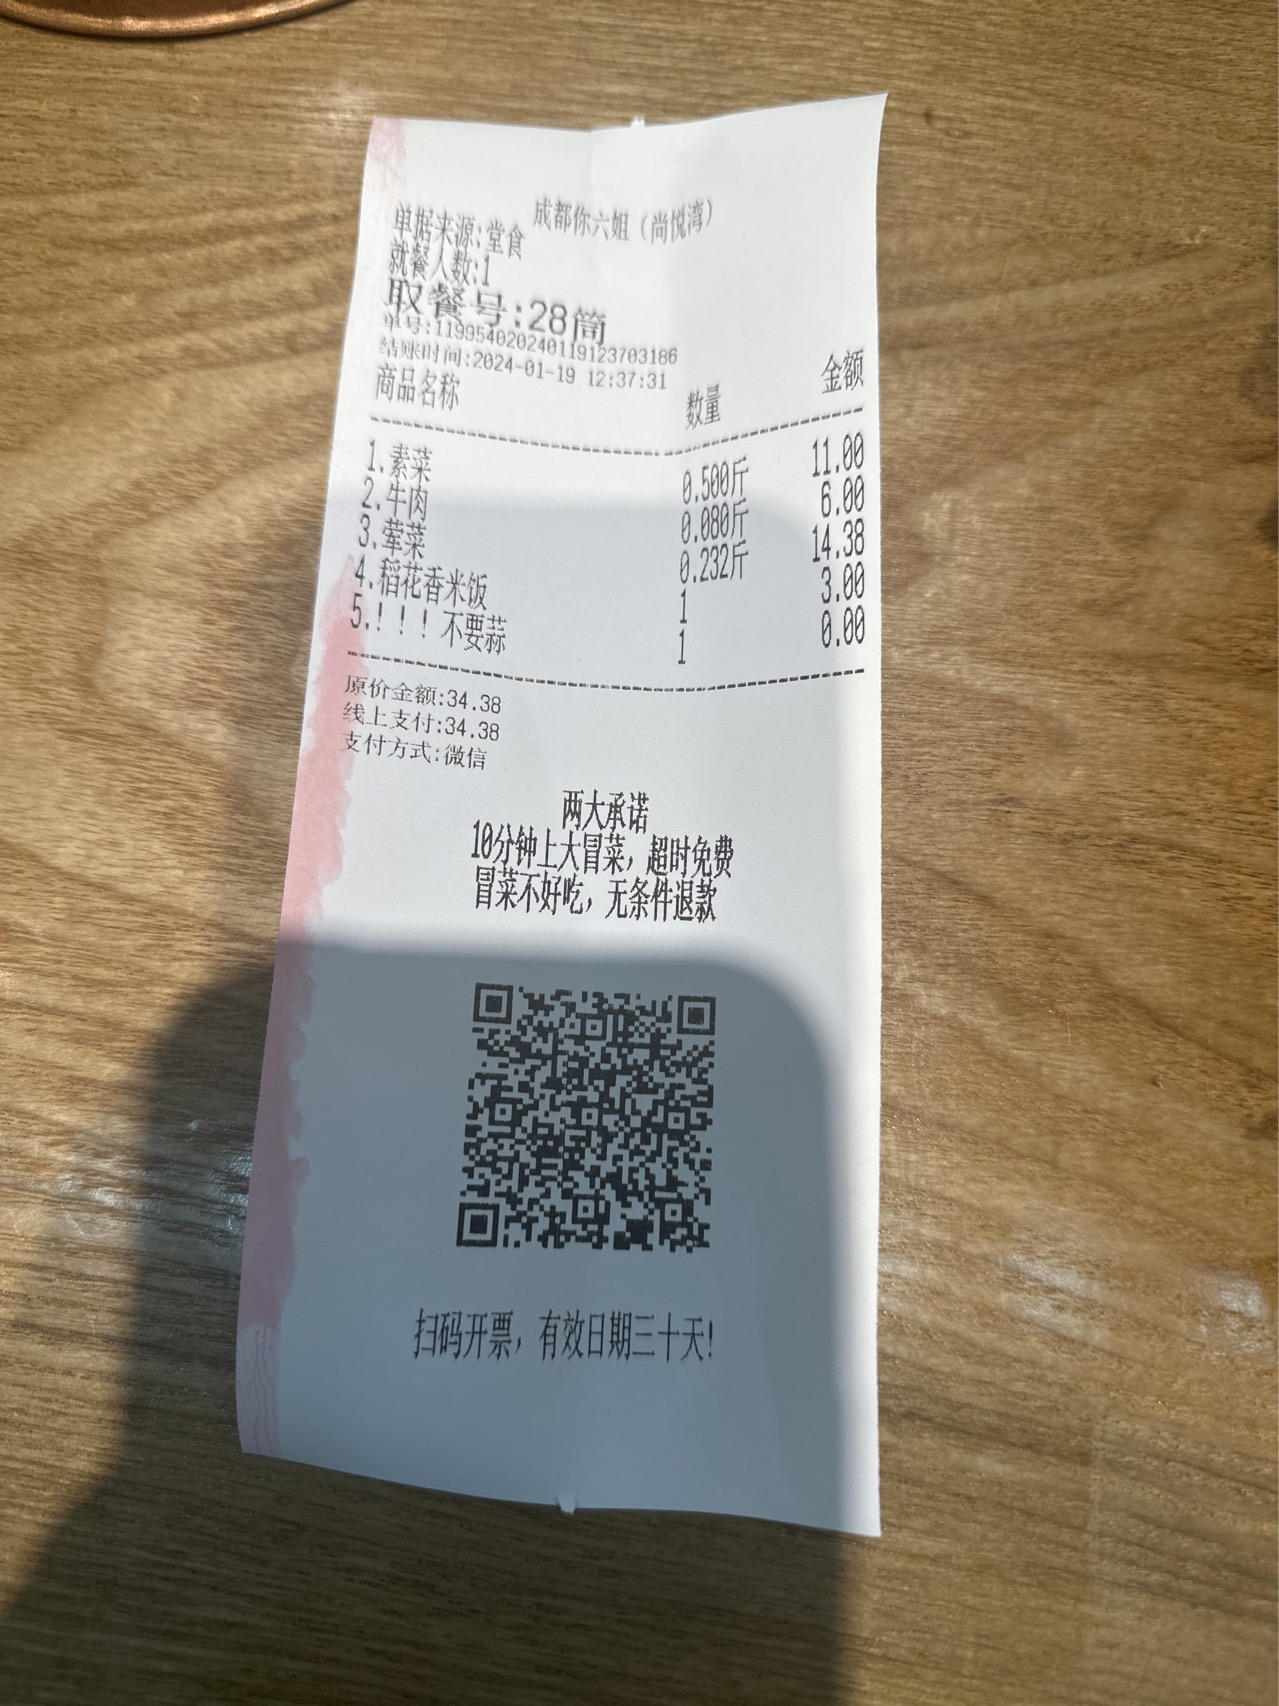 成都你六姐（尚悦湾）
单据来源:堂食
就餐人数:1
取餐号:28筒
单号:119954020240119123703186
结账时间:2024-01-19 12:37:31
商品名称 数量 金额
1.素菜 0.500斤 11.00
2.牛肉 0.080斤 6.00
3.荤菜 0.232斤 14.38
4.稻花香米饭 1 3.00
5.！！！不要蒜 1 0.00
原价金额:34.38
线上支付:34.38
支付方式:微信
两大承诺
10分钟上大冒菜，超时免费
冒菜不好吃，无条件退款
扫码开票，有效日期三十天!